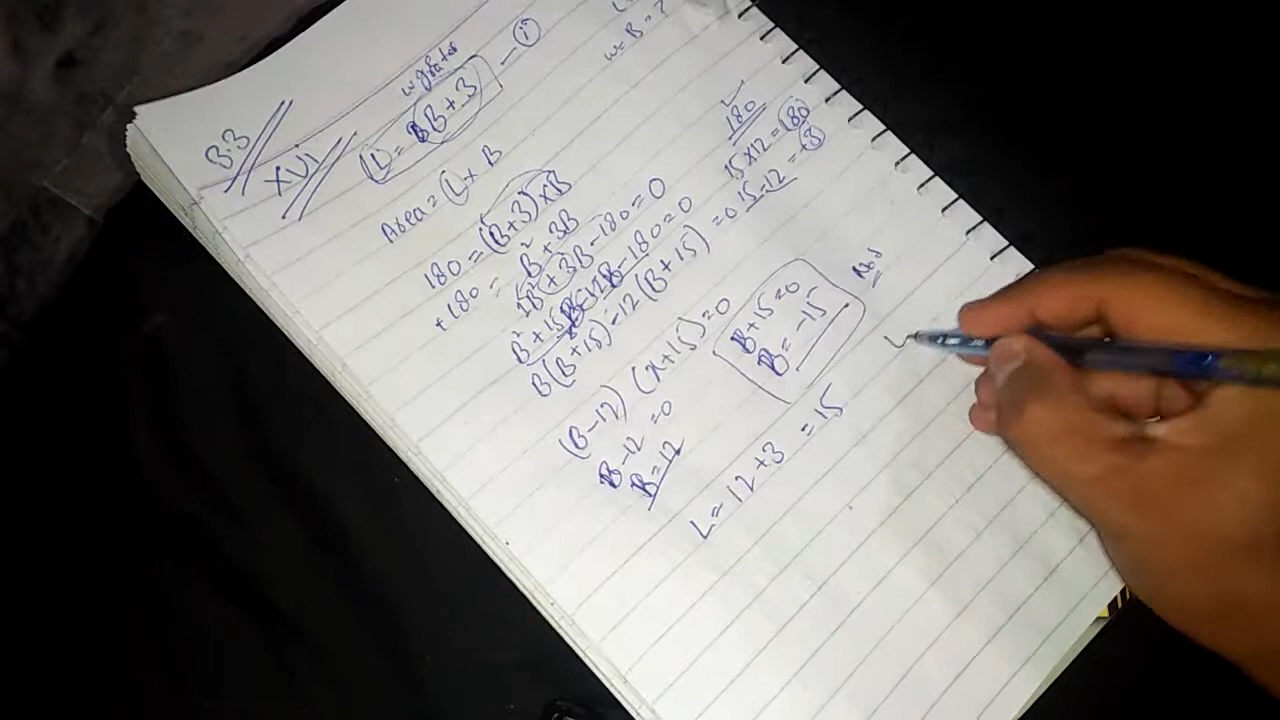 B.3
XVI
L = B + 3 — i
w = B = ?
Area = L × B
180 = (B+3) × B
+180 = B² + 3B
B² + 3B - 180 = 0
B² + 15B - 12B - 180 = 0
B(B+15) - 12(B+15) = 0
(B-12) (x+15) = 0
B - 12 = 0
B = 12
180
15 × 12 = 180
15 - 12 = 3
B + 15 = 0
B = -15
L = 12 + 3 = 15